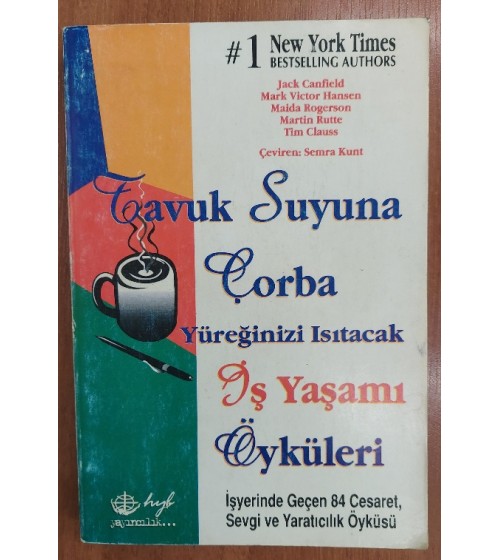 #1 New York Times
BESTSELLING AUTHORS
Jack Canfield
Mark Victor Hansen
Maida Rogerson
Martin Rutte
Tim Clauss
Çeviren: Semra Kunt
Tavuk Suyuna
Çorba
Yüreğinizi Isıtacak
İş Yaşamı
Öyküleri
İşyerinde Geçen 84 Cesaret,
Sevgi ve Yaratıcılık Öyküsü
hyb
yayıncılık...